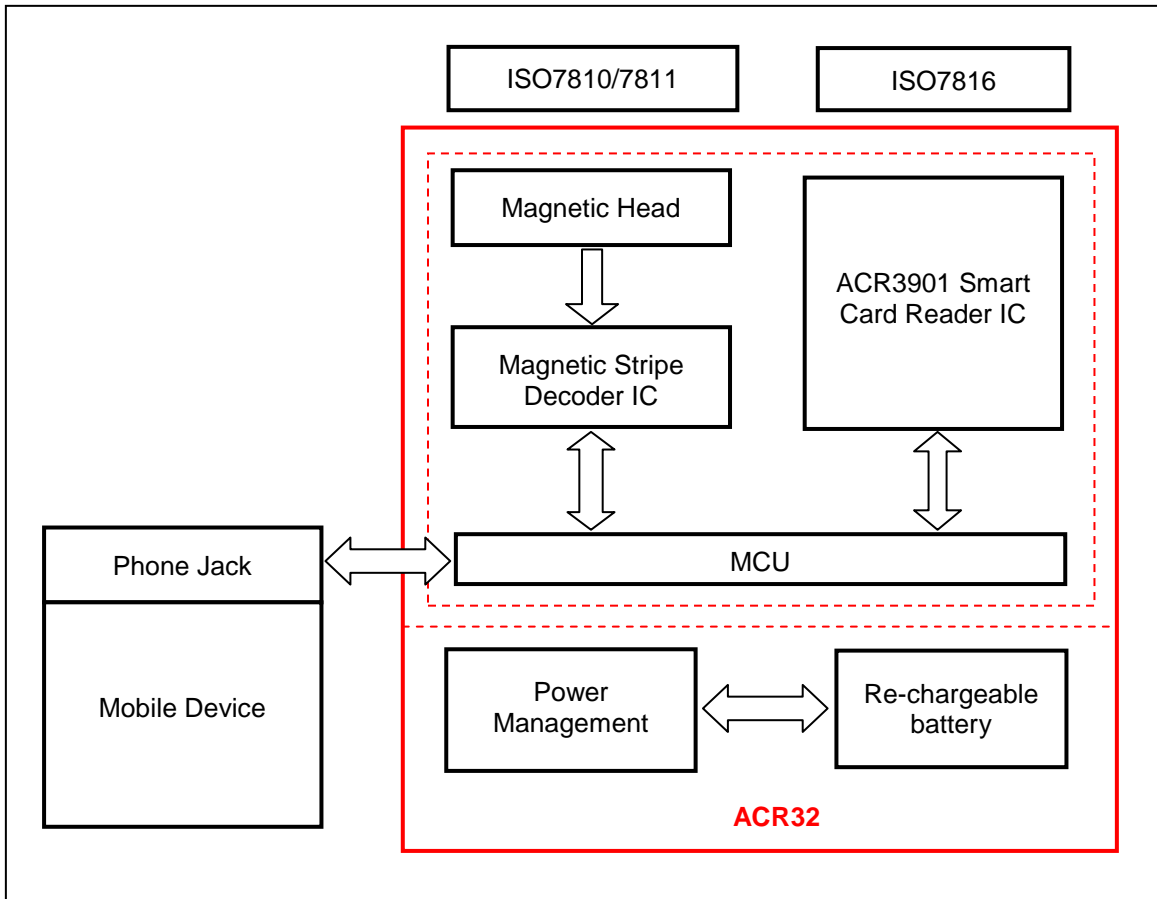 ISO7810/7811
ISO7816
Magnetic Head
ACR3901 Smart
Card Reader IC
Magnetic Stripe
Decoder IC
Phone Jack
MCU
Mobile Device
Power
Management
Re-chargeable
battery
ACR32